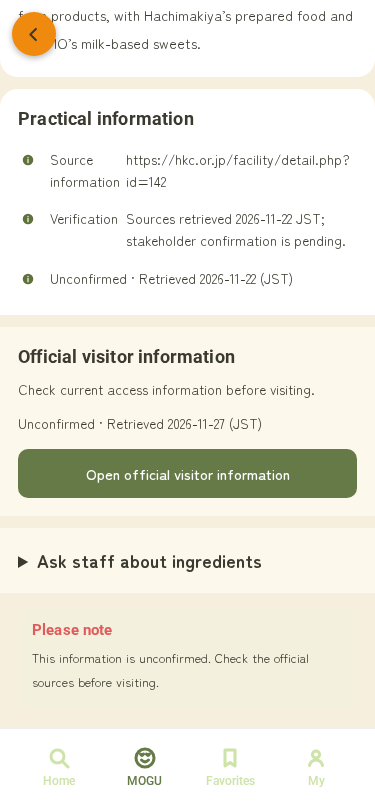 products, with Hachimakiya's prepared food and
milk-based sweets.
Practical information
Source information https://hkc.or.jp/facility/detail.php?id=142
Verification Sources retrieved 2026-11-22 JST;
stakeholder confirmation is pending.
Unconfirmed · Retrieved 2026-11-22 (JST)
Official visitor information
Check current access information before visiting.
Unconfirmed · Retrieved 2026-11-27 (JST)
Open official visitor information
Ask staff about ingredients
Please note
This information is unconfirmed. Check the official
sources before visiting.
Home MOGU Favorites My